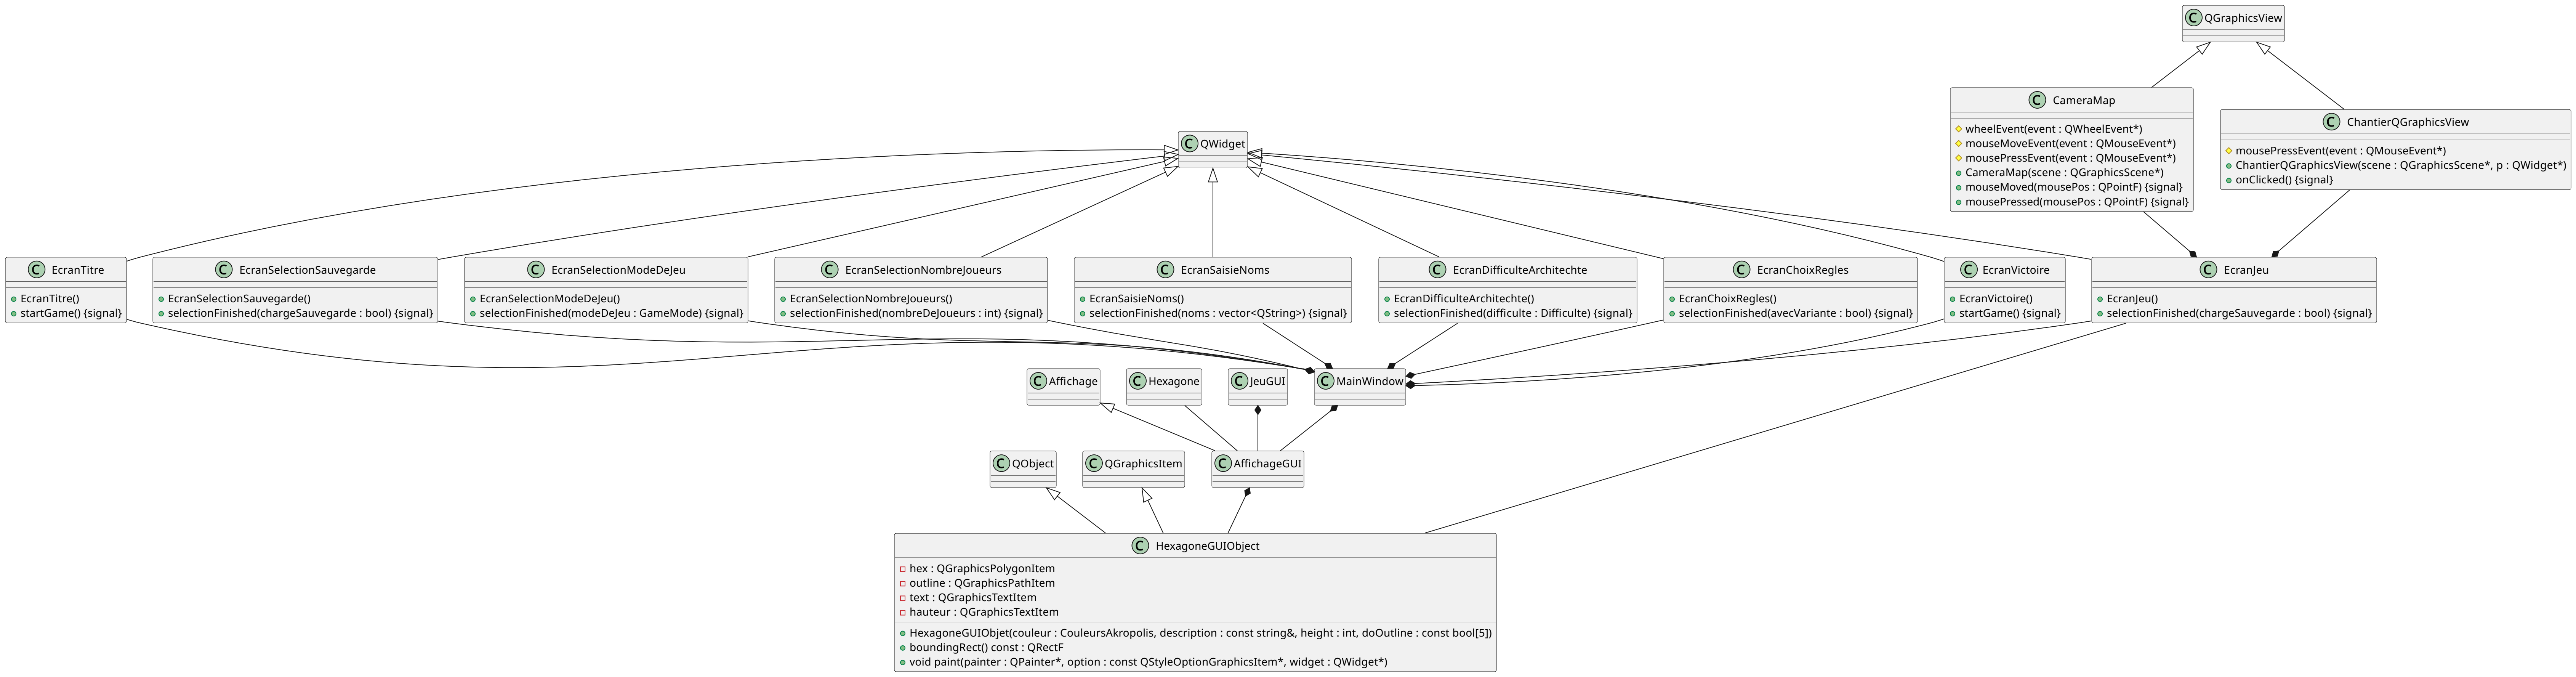 QGraphicsView
CameraMap
wheelEvent(event : QWheelEvent*)
mouseMoveEvent(event : QMouseEvent*)
mousePressEvent(event : QMouseEvent*)
CameraMap(scene : QGraphicsScene*)
mouseMoved(mousePos : QPointF) {signal}
mousePressed(mousePos : QPointF) {signal}
ChantierQGraphicsView
mousePressEvent(event : QMouseEvent*)
ChantierQGraphicsView(scene : QGraphicsScene*, p : QWidget*)
onClicked() {signal}
QWidget
EcranTitre
EcranTitre()
startGame() {signal}
EcranSelectionSauvegarde
EcranSelectionSauvegarde()
selectionFinished(chargeSauvegarde : bool) {signal}
EcranSelectionModeDeJeu
EcranSelectionModeDeJeu()
selectionFinished(modeDeJeu : GameMode) {signal}
EcranSelectionNombreJoueurs
EcranSelectionNombreJoueurs()
selectionFinished(nombreDeJoueurs : int) {signal}
EcranSaisieNoms
EcranSaisieNoms()
selectionFinished(noms : vector<QString>) {signal}
EcranDifficulteArchitechte
EcranDifficulteArchitechte()
selectionFinished(difficulte : Difficulte) {signal}
EcranChoixRegles
EcranChoixRegles()
selectionFinished(avecVariante : bool) {signal}
EcranVictoire
EcranVictoire()
startGame() {signal}
EcranJeu
EcranJeu()
selectionFinished(chargeSauvegarde : bool) {signal}
Affichage
Hexagone
JeuGUI
MainWindow
QObject
QGraphicsItem
AffichageGUI
HexagoneGUIObject
hex : QGraphicsPolygonItem
outline : QGraphicsPathItem
text : QGraphicsTextItem
hauteur : QGraphicsTextItem
HexagoneGUIObjet(couleur : CouleursAkropolis, description : const string&, height : int, doOutline : const bool[5])
boundingRect() const : QRectF
void paint(painter : QPainter*, option : const QStyleOptionGraphicsItem*, widget : QWidget*)